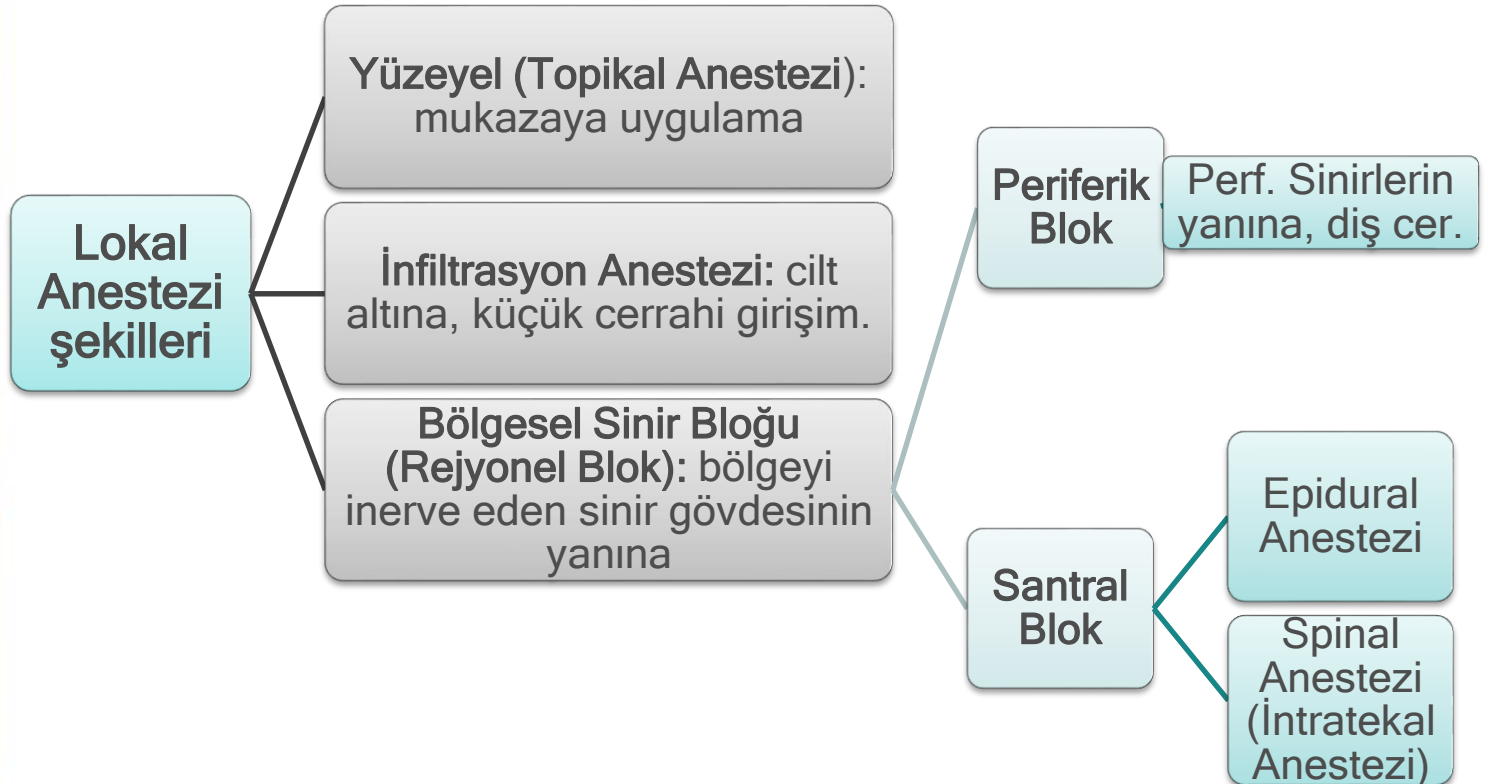 Lokal
Anestezi
şekilleri
Yüzeyel (Topikal Anestezi):
mukazaya uygulama
İnfiltrasyon Anestezi: cilt
altına, küçük cerrahi girişim.
Bölgesel Sinir Bloğu
(Rejyonel Blok): bölgeyi
inerve eden sinir gövdesinin
yanına
Periferik
Blok
Perf. Sinirlerin
yanına, diş cer.
Santral
Blok
Epidural
Anestezi
Spinal
Anestezi
(İntratekal
Anestezi)